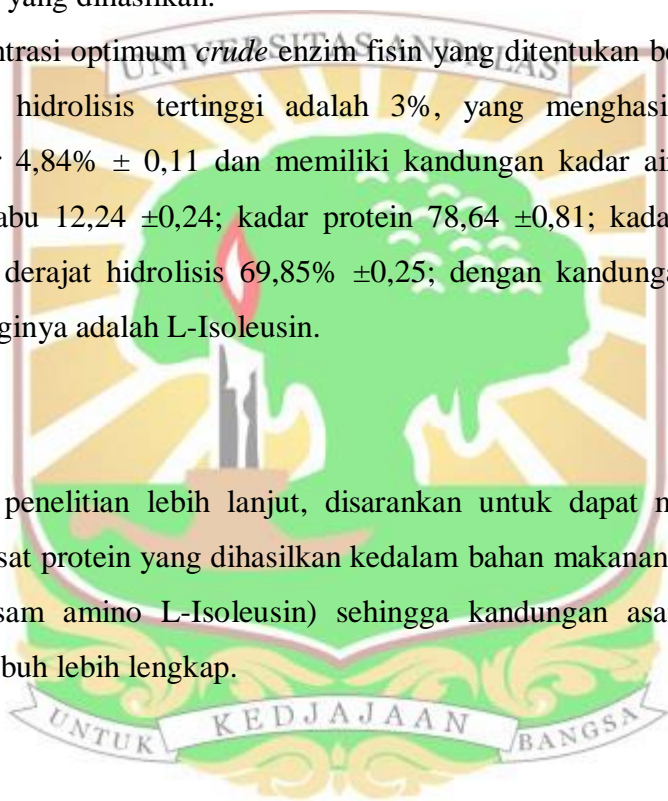 yang dihasilkan.
UNIVERSITAS ANDALAS
ntrasi optimum crude enzim fisin yang ditentukan be
hidrolisis tertinggi adalah 3%, yang menghasi
4,84% ± 0,11 dan memiliki kandungan kadar ai
abu 12,24 ±0,24; kadar protein 78,64 ±0,81; kada
derajat hidrolisis 69,85% ±0,25; dengan kandunga
ginya adalah L-Isoleusin.
penelitian lebih lanjut, disarankan untuk dapat m
sat protein yang dihasilkan kedalam bahan makanan
sam amino L-Isoleusin) sehingga kandungan asa
buh lebih lengkap.
UNTUK KEDJAJAAN BANGSA